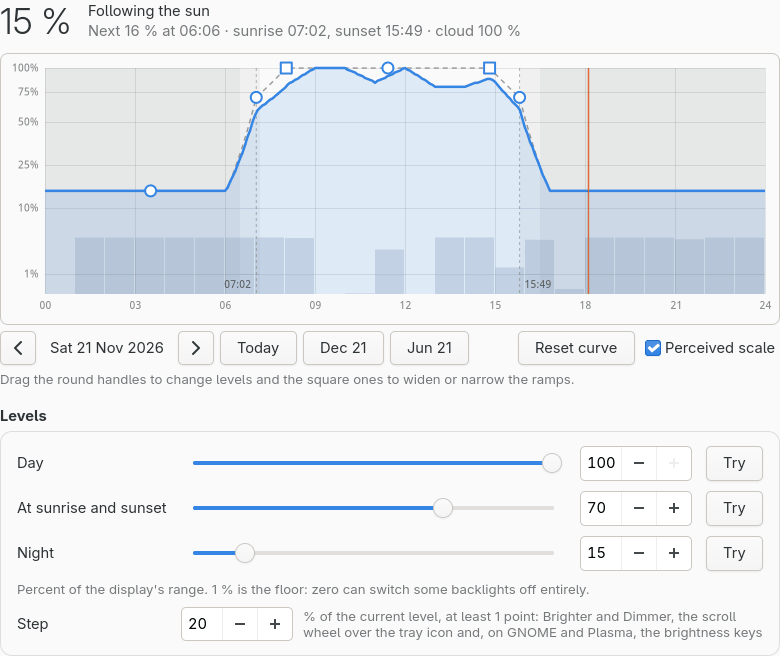 15 %
Following the sun
Next 16 % at 06:06 · sunrise 07:02, sunset 15:49 · cloud 100 %
100%
75%
50%
25%
10%
1%
07:02
15:49
00 03 06 09 12 15 18 21 24
Sat 21 Nov 2026
Today
Dec 21
Jun 21
Reset curve
Perceived scale
Drag the round handles to change levels and the square ones to widen or narrow the ramps.
Levels
Day 100 − + Try
At sunrise and sunset 70 − + Try
Night 15 − + Try
Percent of the display's range. 1 % is the floor: zero can switch some backlights off entirely.
Step 20 − +
% of the current level, at least 1 point: Brighter and Dimmer, the scroll
wheel over the tray icon and, on GNOME and Plasma, the brightness keys